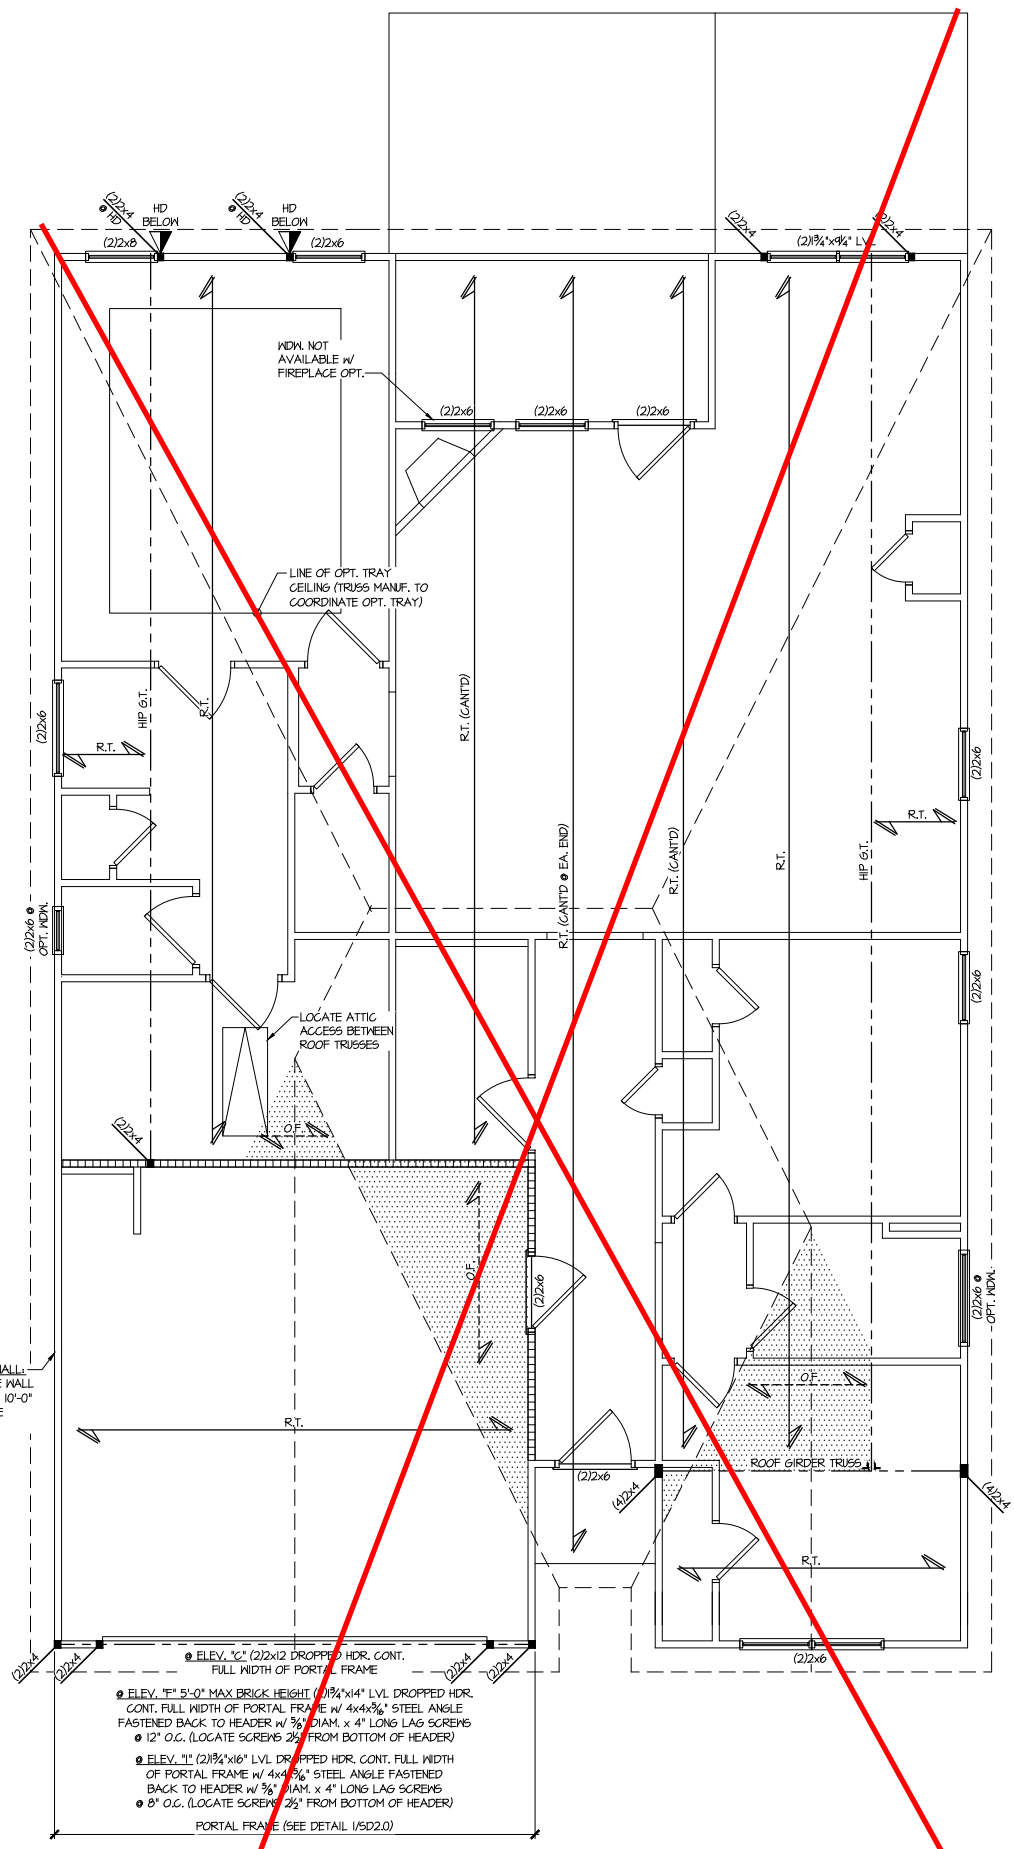 (2)2x4
@ HD
HD
BELOW
(2)2x4
@ HD
HD
BELOW
(2)2x4
(2)2x4
(2)2x8
(2)2x6
(2)1¾"x9¼" LVL
WDW. NOT
AVAILABLE w/
FIREPLACE OPT.
(2)2x6
(2)2x6
(2)2x6
LINE OF OPT. TRAY
CEILING (TRUSS MANUF. TO
COORDINATE OPT. TRAY)
(2)2x6
R.T.
HIP G.T.
R.T.
R.T. (CANT'D)
R.T. (CANT'D @ EA. END)
R.T. (CANT'D)
R.T.
HIP G.T.
R.T.
(2)2x6
(2)2x6 @
OPT. WDW.
(2)2x6
LOCATE ATTIC
ACCESS BETWEEN
ROOF TRUSSES
(2)2x4
O.F.
O.F.
(2)2x6
(2)2x6 @
OPT. WDW.
WALL:
WALL
10'-0"
O.F.
R.T.
ROOF GIRDER TRUSS
(2)2x6
(4)2x4
(4)2x4
R.T.
(2)2x4
(2)2x4
(2)2x4
(2)2x4
(2)2x6
@ ELEV. "C" (2)2x12 DROPPED HDR. CONT.
FULL WIDTH OF PORTAL FRAME
@ ELEV. "F" 5'-0" MAX BRICK HEIGHT (2)1¾"x14" LVL DROPPED HDR.
CONT. FULL WIDTH OF PORTAL FRAME w/ 4x4x5/16" STEEL ANGLE
FASTENED BACK TO HEADER w/ ⅝" DIAM. x 4" LONG LAG SCREWS
@ 12" O.C. (LOCATE SCREWS 2½" FROM BOTTOM OF HEADER)
@ ELEV. "I" (2)1¾"x16" LVL DROPPED HDR. CONT. FULL WIDTH
OF PORTAL FRAME w/ 4x4x5/16" STEEL ANGLE FASTENED
BACK TO HEADER w/ ⅝" DIAM. x 4" LONG LAG SCREWS
@ 8" O.C. (LOCATE SCREWS 2½" FROM BOTTOM OF HEADER)
PORTAL FRAME (SEE DETAIL 1/SD2.0)